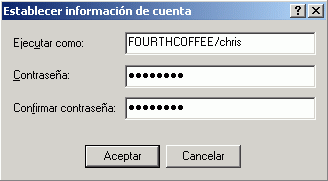 Establecer información de cuenta
Ejecutar como: FOURTHCOFFEE/chris
Contraseña: ●●●●●●●●
Confirmar contraseña: ●●●●●●●●
Aceptar Cancelar